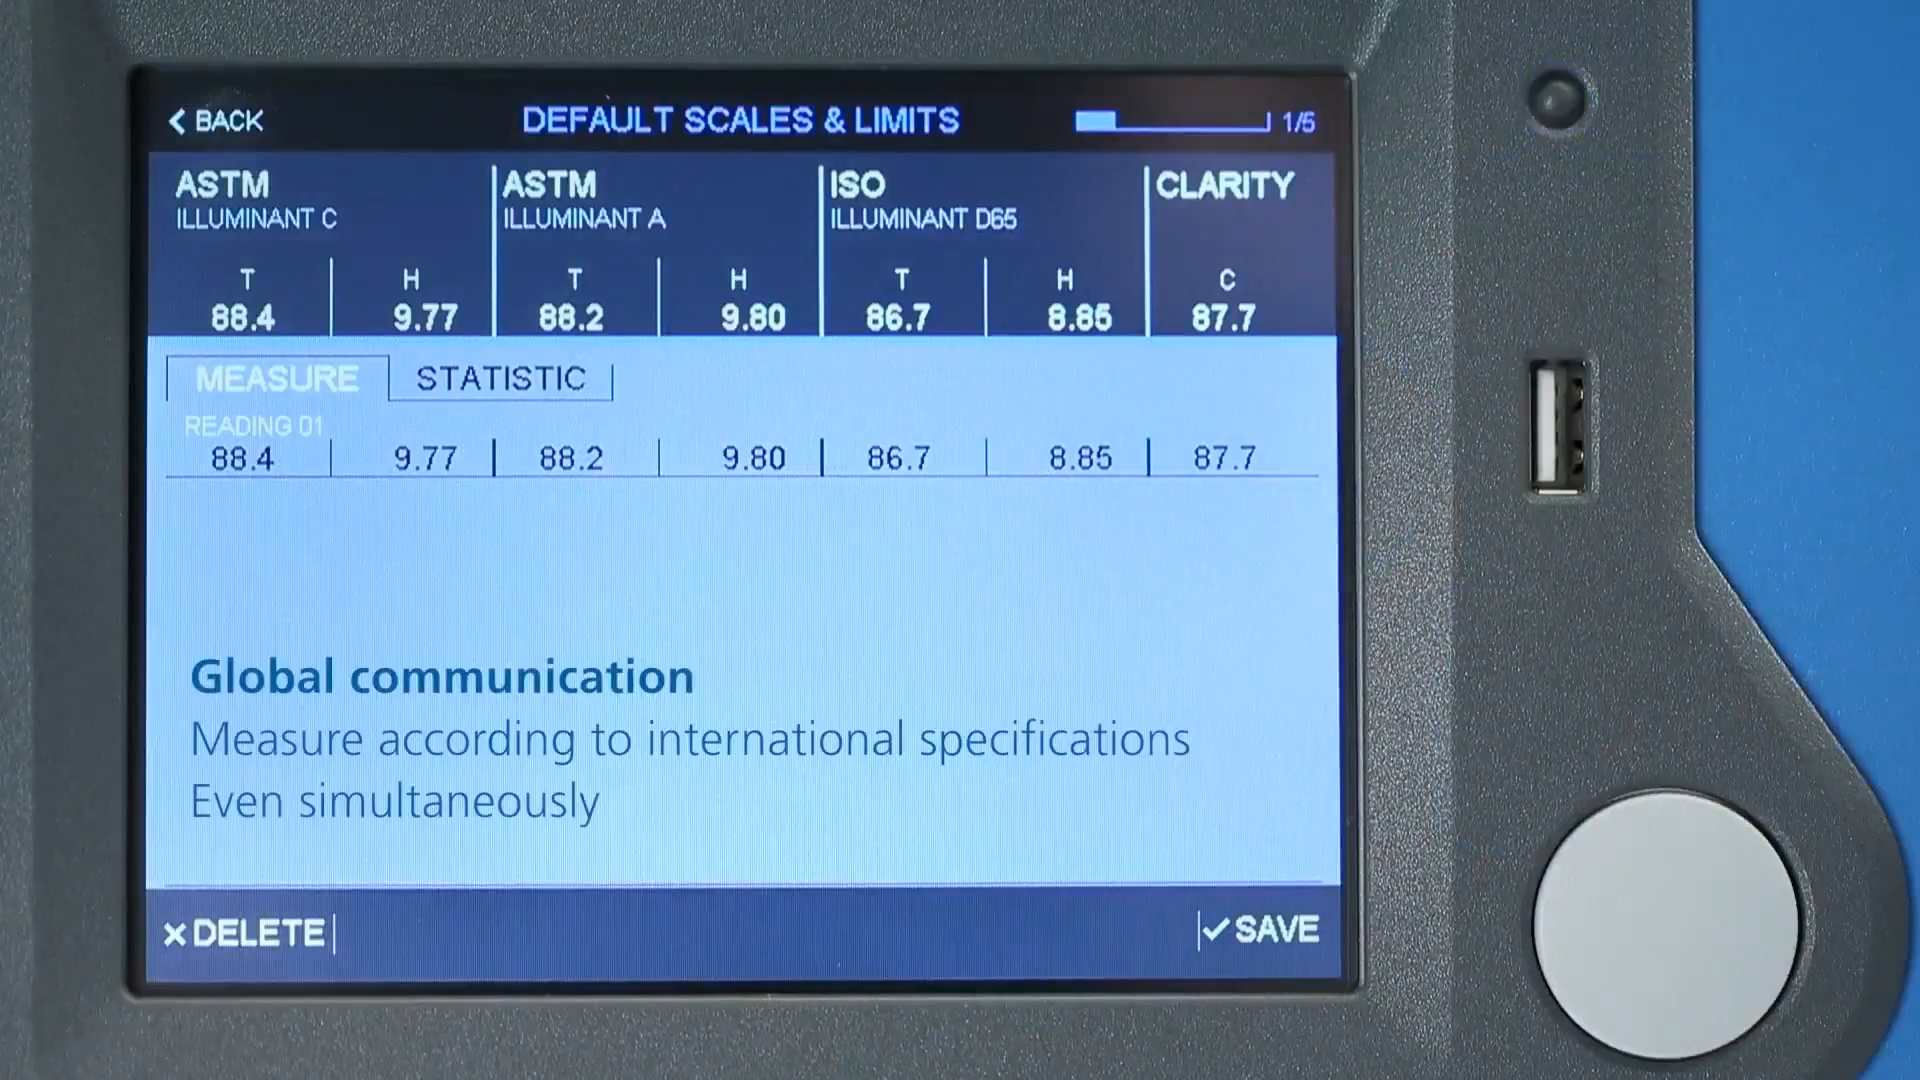 BACK DEFAULT SCALES & LIMITS 1/5
ASTM ASTM ISO CLARITY
ILLUMINANT C ILLUMINANT A ILLUMINANT D65
T H T H T H C
88.4 9.77 88.2 9.80 86.7 8.85 87.7
MEASURE STATISTIC
READING 01
88.4 9.77 88.2 9.80 86.7 8.85 87.7
Global communication
Measure according to international specifications
Even simultaneously
DELETE SAVE